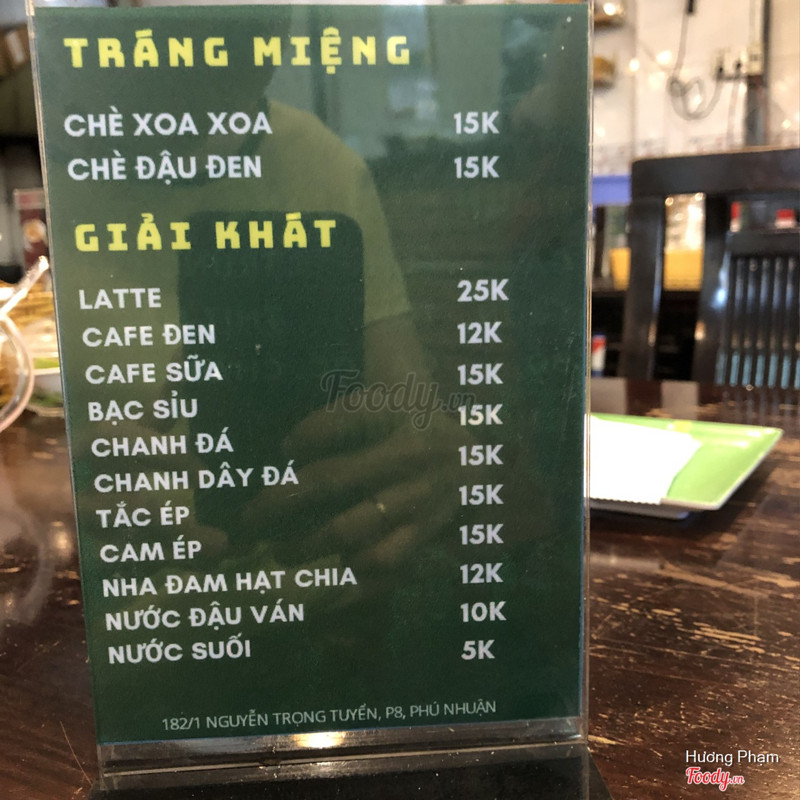 TRÁNG MIỆNG
CHÈ XOA XOA 15K
CHÈ ĐẬU ĐEN 15K
GIẢI KHÁT
LATTE 25K
CAFE ĐEN 12K
CAFE SỮA 15K
BẠC SỈU 15K
CHANH ĐÁ 15K
CHANH DÂY ĐÁ 15K
TẮC ÉP 15K
CAM ÉP 12K
NHA ĐAM HẠT CHIA 10K
NƯỚC ĐẬU VÁN 5K
NƯỚC SUỐI
Foody.vn
182/1 NGUYỄN TRỌNG TUYỂN, P8, PHÚ NHUẬN
Hương Phạm
Foody.vn